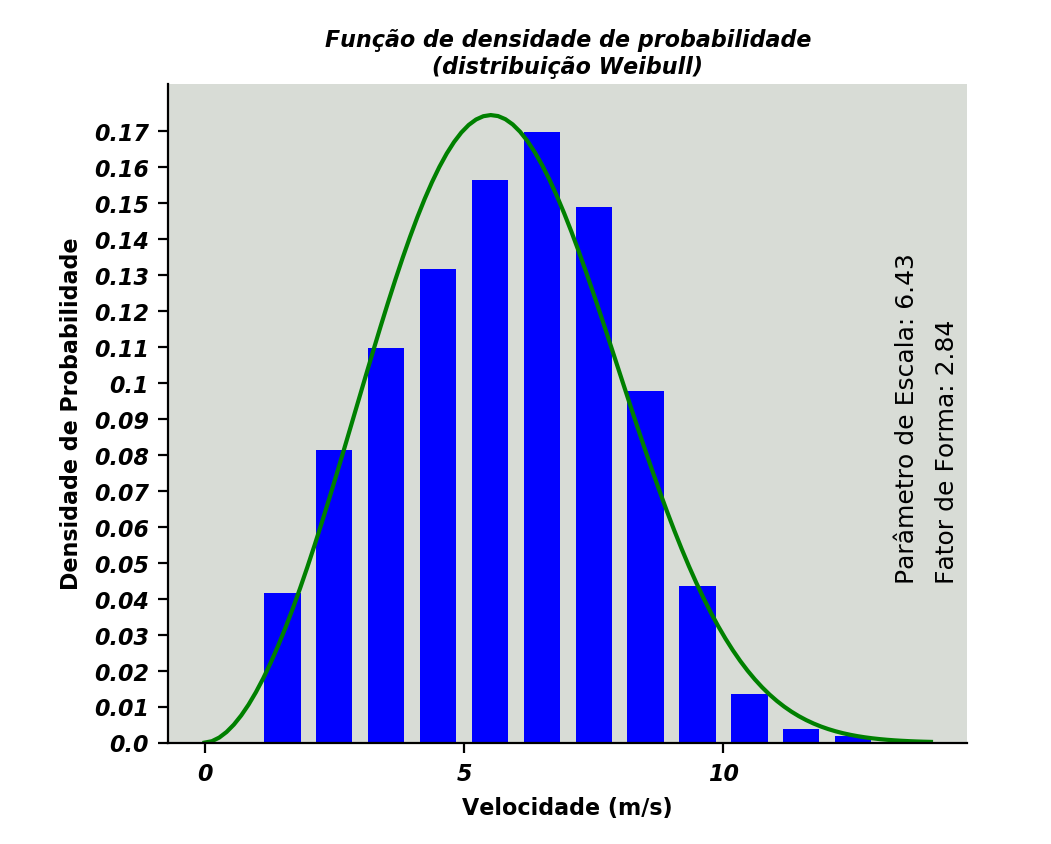 Função de densidade de probabilidade
(distribuição Weibull)
Densidade de Probabilidade
0.17
0.16
0.15
0.14
0.13
0.12
0.11
0.1
0.09
0.08
0.07
0.06
0.05
0.04
0.03
0.02
0.01
0.0
Parâmetro de Escala: 6.43
Fator de Forma: 2.84
0 5 10
Velocidade (m/s)